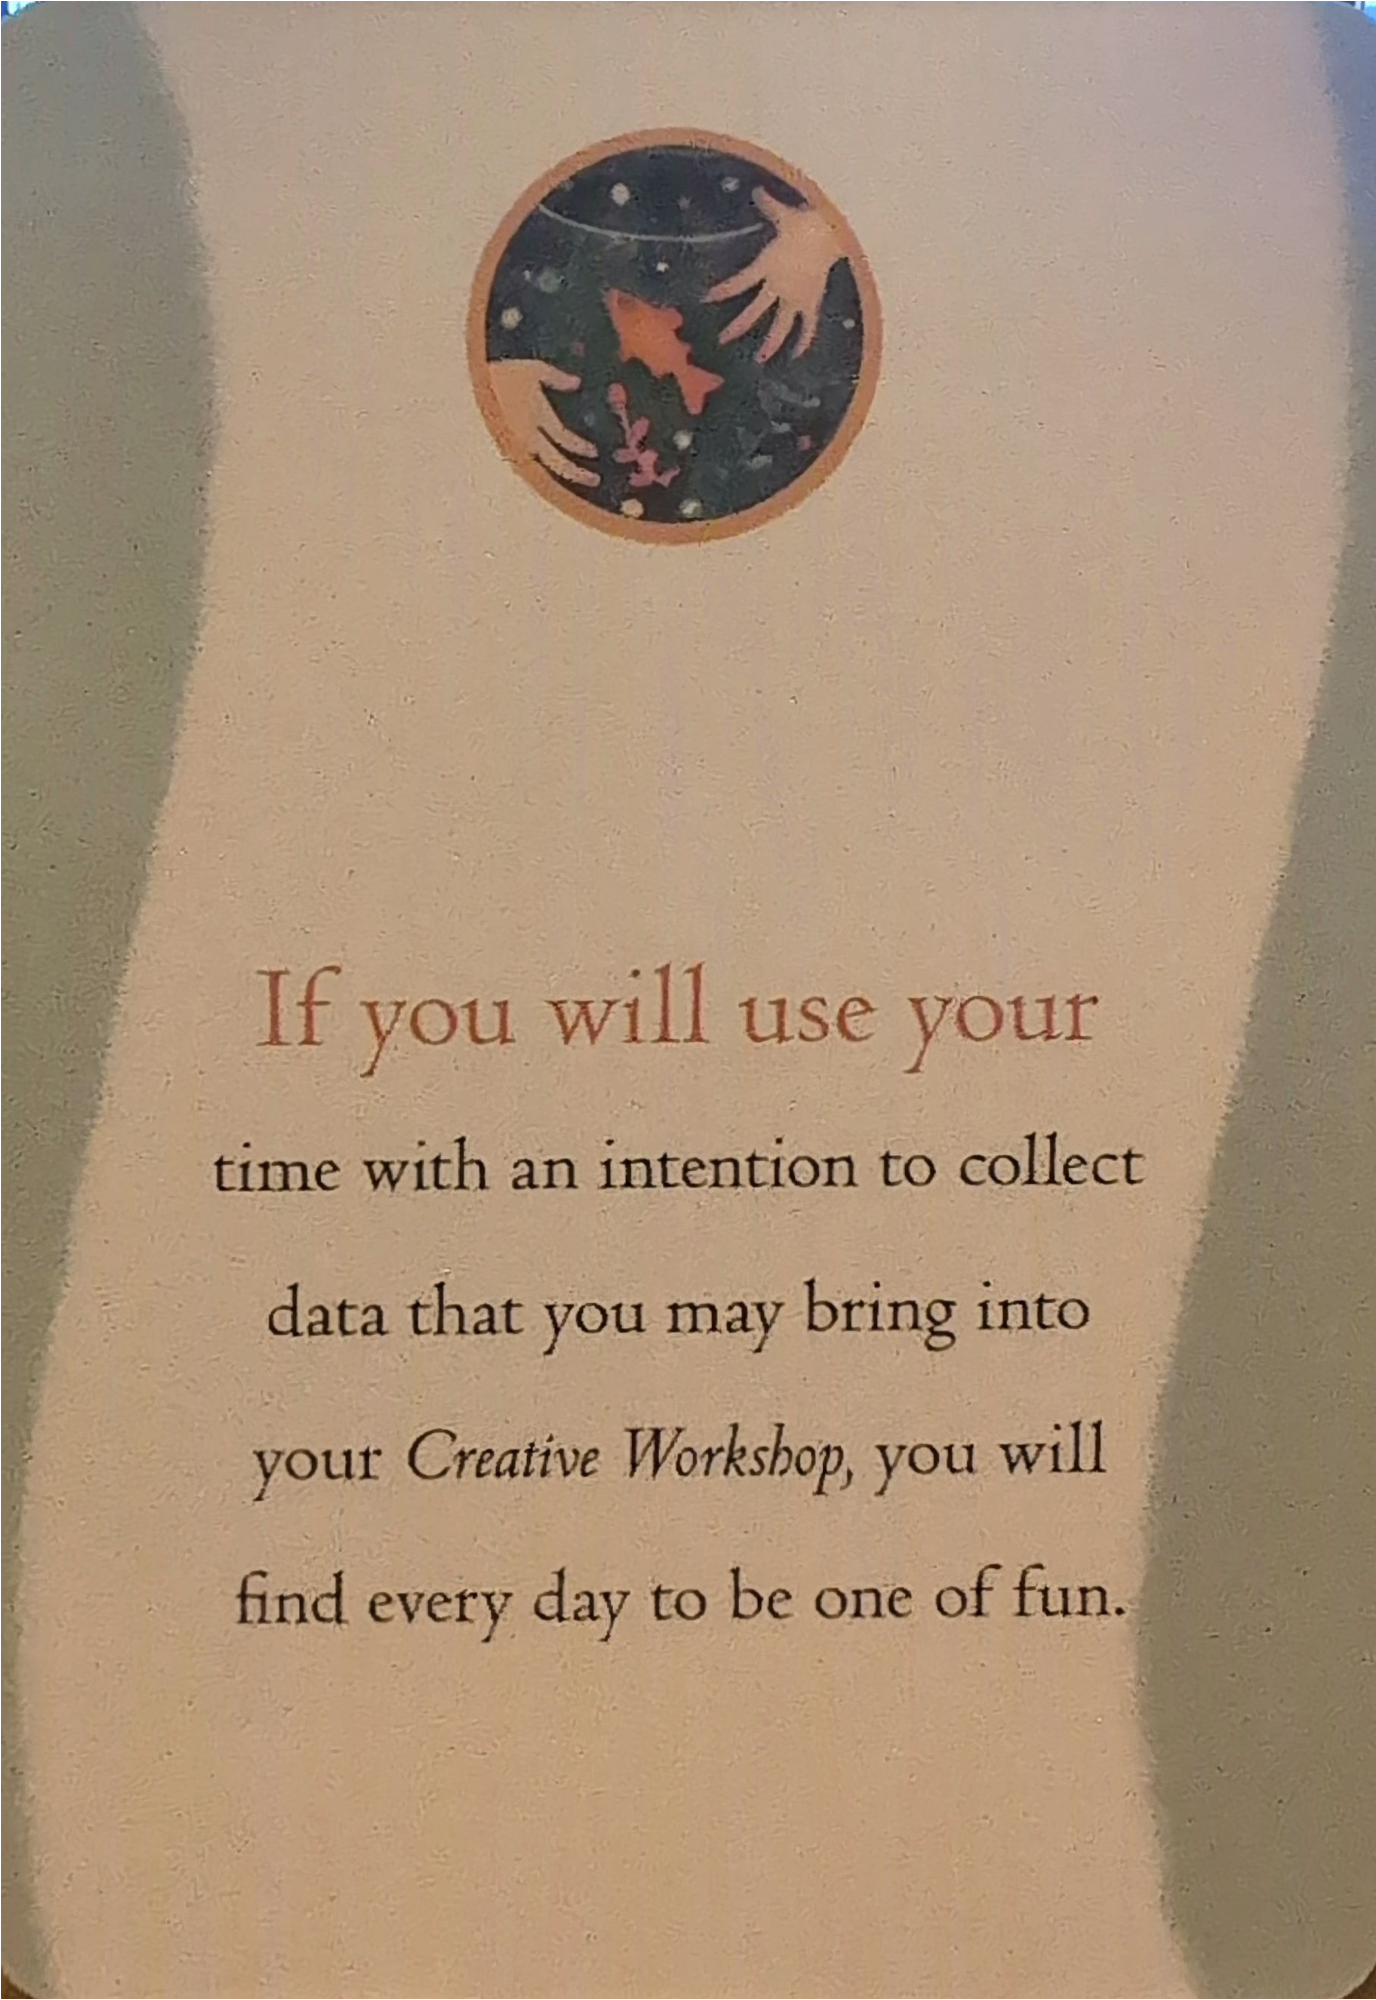 If you will use your
time with an intention to collect
data that you may bring into
your Creative Workshop, you will
find every day to be one of fun.